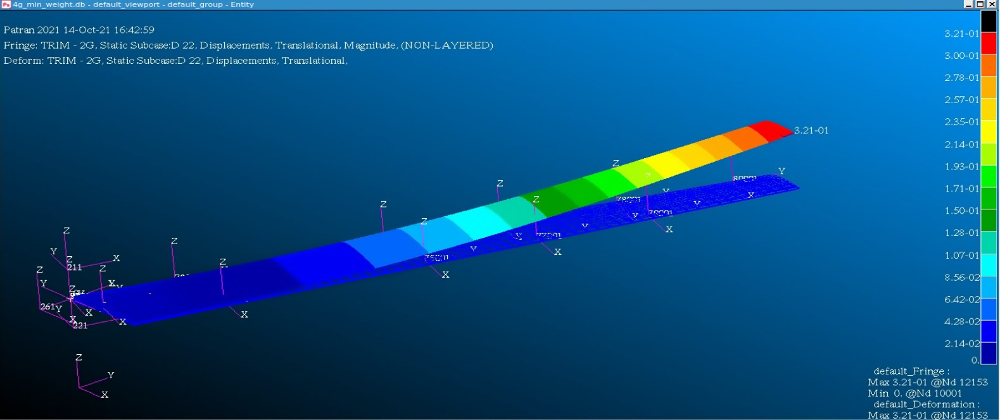 4g_min_weight.db - default_viewport - default_group - Entity
Patran 2021 14-Oct-21 16:42:59
Fringe: TRIM - 2G, Static Subcase:D 22, Displacements, Translational, Magnitude, (NON-LAYERED)
Deform: TRIM - 2G, Static Subcase:D 22, Displacements, Translational,
3.21-01
3.00-01
2.78-01
2.57-01
2.35-01
2.14-01
1.93-01
1.71-01
1.50-01
1.28-01
1.07-01
8.56-02
6.42-02
4.28-02
2.14-02
0.
3.21-01
Y
80001
X
Z
Z
Y
78001
Y
79001
Y
X
Z
Z
Y
X
77001
X
Z
Z
75001
Y
X
Z
Z
X
Z
Y
X
Z
211
Z
Z
Y
X
Y
Z
261
Y
X
X
221
X
Z
Y
X
default_Fringe :
Max 3.21-01 @Nd 12153
Min 0. @Nd 10001
default_Deformation :
Max 3.21-01 @Nd 12153